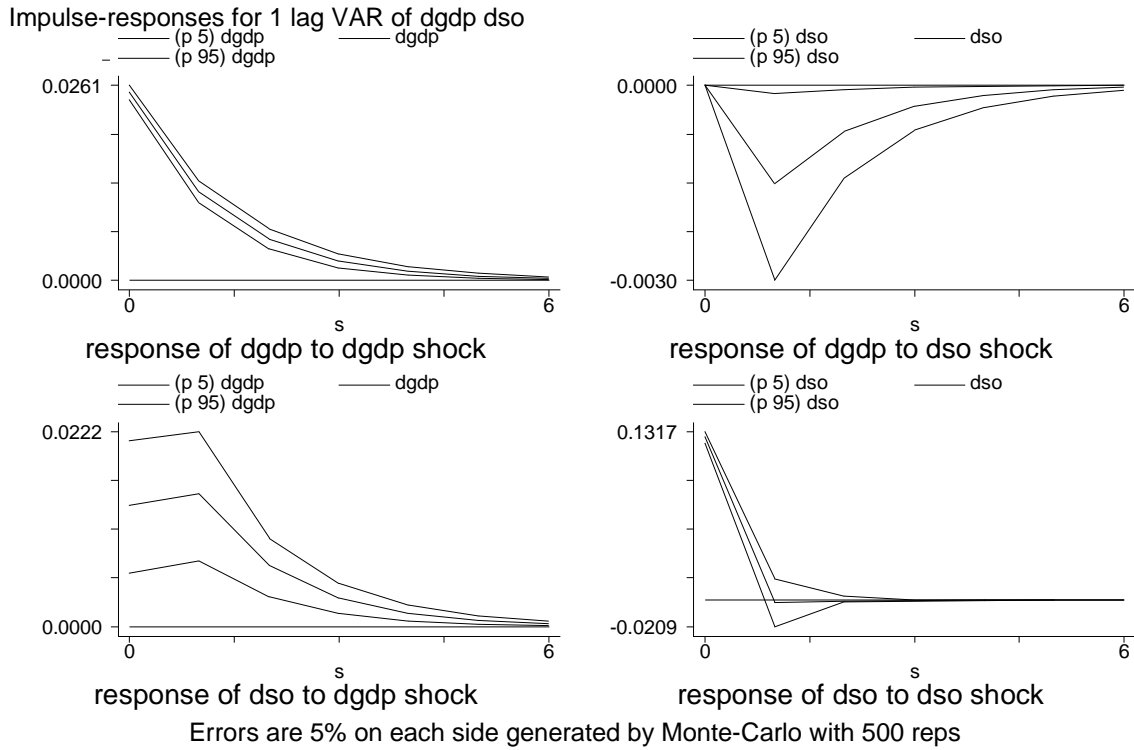 Impulse-responses for 1 lag VAR of dgdp dso
(p 5) dgdp dgdp
(p 95) dgdp
0.0261
0.0000
0 6
s
response of dgdp to dgdp shock
(p 5) dso dso
(p 95) dso
0.0000
-0.0030
0 6
s
response of dgdp to dso shock
(p 5) dgdp dgdp
(p 95) dgdp
0.0222
0.0000
0 6
s
response of dso to dgdp shock
(p 5) dso dso
(p 95) dso
0.1317
-0.0209
0 6
s
response of dso to dso shock
Errors are 5% on each side generated by Monte-Carlo with 500 reps